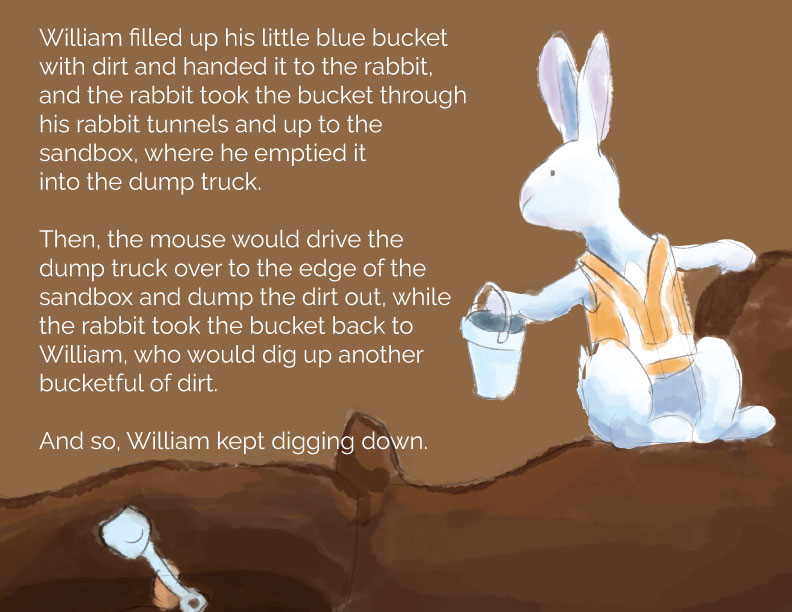 William filled up his little blue bucket
with dirt and handed it to the rabbit,
and the rabbit took the bucket through
his rabbit tunnels and up to the
sandbox, where he emptied it
into the dump truck.
Then, the mouse would drive the
dump truck over to the edge of the
sandbox and dump the dirt out, while
the rabbit took the bucket back to
William, who would dig up another
bucketful of dirt.
And so, William kept digging down.